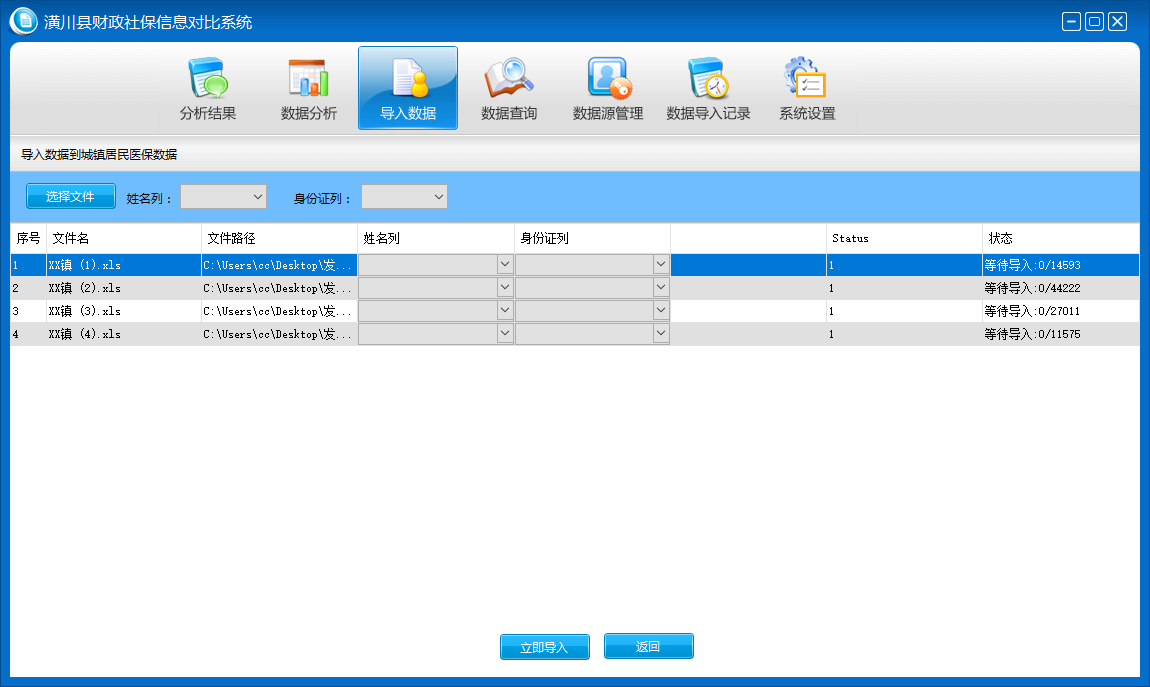 潢川县财政社保信息对比系统
分析结果 数据分析 导入数据 数据查询 数据源管理 数据导入记录 系统设置
导入数据到城镇居民医保数据
选择文件 姓名列： 身份证列：
序号 文件名 文件路径 姓名列 身份证列 Status 状态
1 XX镇 (1).xls C:\Users\cc\Desktop\发... 1 等待导入:0/14593
2 XX镇 (2).xls C:\Users\cc\Desktop\发... 1 等待导入:0/44222
3 XX镇 (3).xls C:\Users\cc\Desktop\发... 1 等待导入:0/27011
4 XX镇 (4).xls C:\Users\cc\Desktop\发... 1 等待导入:0/11575
立即导入 返回